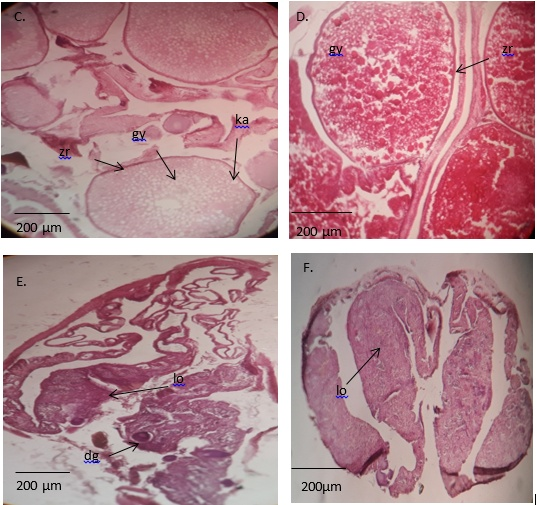 C.
ka
gv
zr
200 µm
D.
gv
zr
200 µm
E.
lo
dg
200 µm
F.
lo
200µm